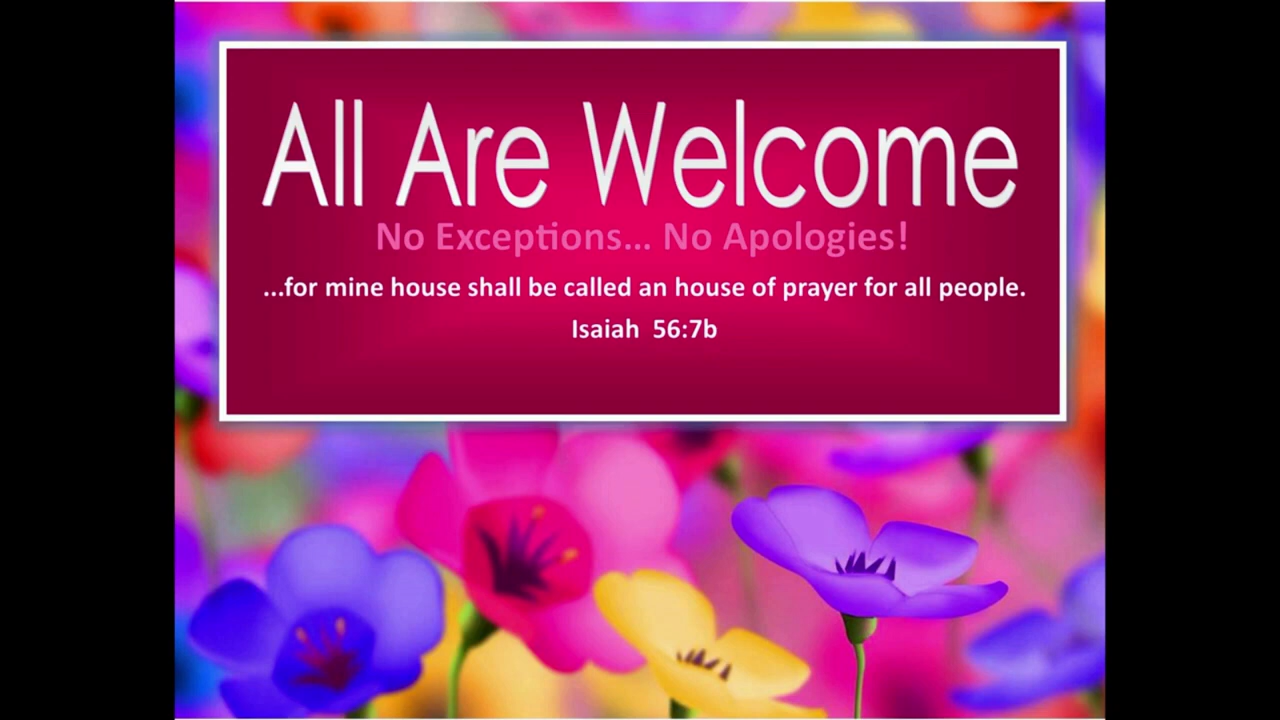 All Are Welcome
No Exceptions... No Apologies!
...for mine house shall be called an house of prayer for all people.
Isaiah  56:7b